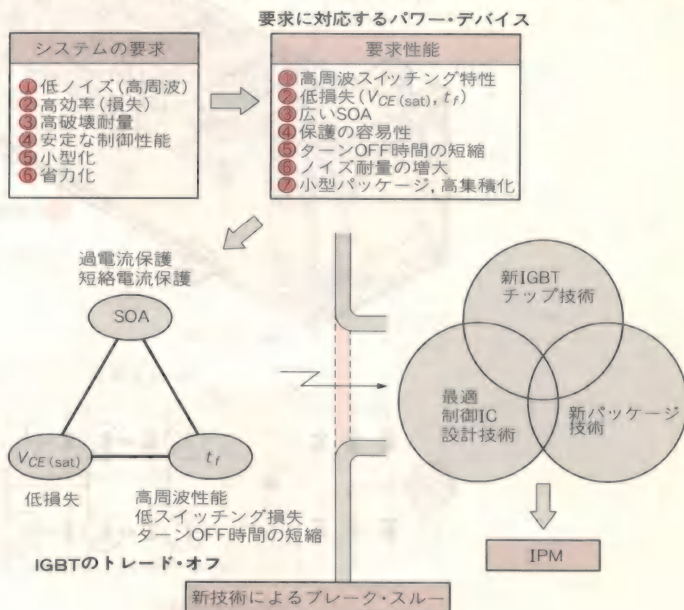 要求に対応するパワー・デバイス
システムの要求
①低ノイズ(高周波)
②高効率(損失)
③高破壊耐量
④安定な制御性能
⑤小型化
⑥省力化
要求性能
①高周波スイッチング特性
②低損失(VCE(sat), tf)
③広いSOA
④保護の容易性
⑤ターンOFF時間の短縮
⑥ノイズ耐量の増大
⑦小型パッケージ,高集積化
過電流保護
短絡電流保護
SOA
VCE(sat)
tf
低損失
高周波性能
低スイッチング損失
ターンOFF時間の短縮
IGBTのトレード・オフ
新IGBT
チップ技術
最適
制御IC
設計技術
新パッケージ
技術
IPM
新技術によるブレーク・スルー